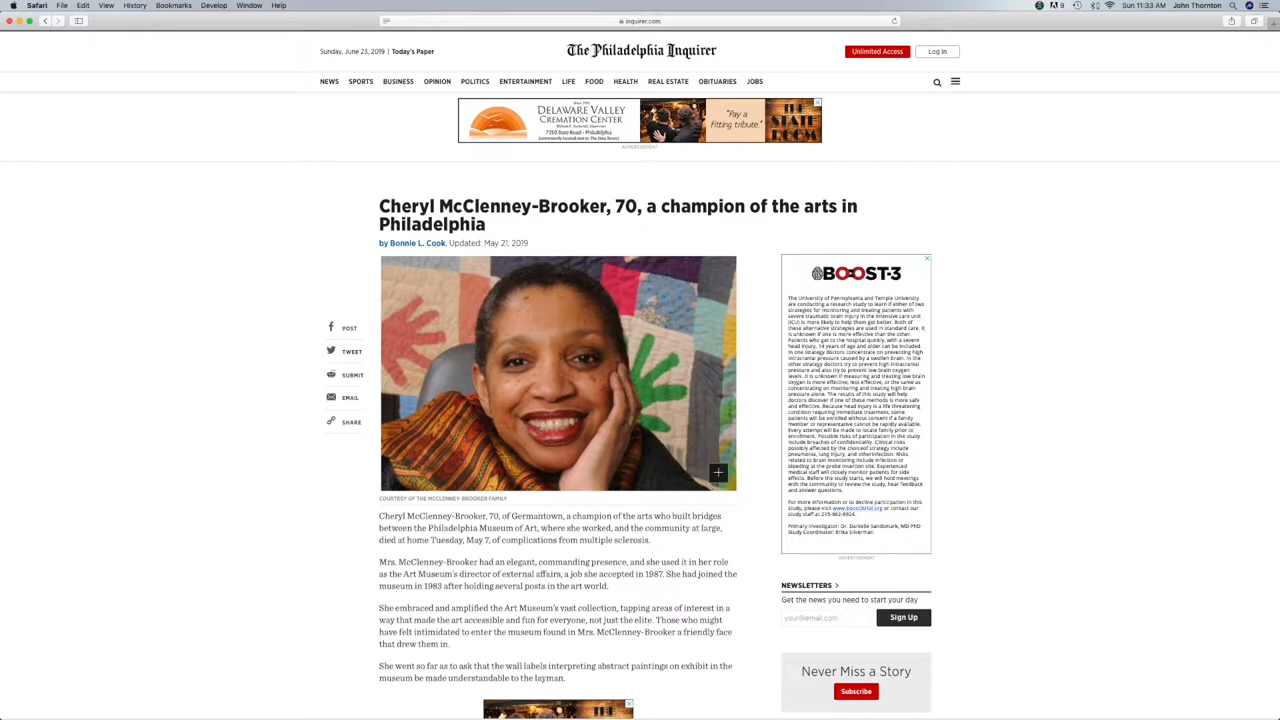 Safari File Edit View History Bookmarks Develop Window Help
9 Sun 11:33 AM John Thornton
inquirer.com
Sunday, June 23, 2019 | Today's Paper
The Philadelphia Inquirer
Unlimited Access
Log In
NEWS SPORTS BUSINESS OPINION POLITICS ENTERTAINMENT LIFE FOOD HEALTH REAL ESTATE OBITUARIES JOBS
DELAWARE VALLEY
CREMATION CENTER
7350 State Road - Philadelphia
(conveniently located next to The State Room)
"Pay a
fitting tribute."
THE
STATE
ROOM
ADVERTISEMENT
Cheryl McClenney-Brooker, 70, a champion of the arts in
Philadelphia
by Bonnie L. Cook, Updated: May 21, 2019
POST
TWEET
SUBMIT
EMAIL
SHARE
COURTESY OF THE MCCLENNEY-BROOKER FAMILY
Cheryl McClenney-Brooker, 70, of Germantown, a champion of the arts who built bridges
between the Philadelphia Museum of Art, where she worked, and the community at large,
died at home Tuesday, May 7, of complications from multiple sclerosis.
Mrs. McClenney-Brooker had an elegant, commanding presence, and she used it in her role
as the Art Museum's director of external affairs, a job she accepted in 1987. She had joined the
museum in 1983 after holding several posts in the art world.
She embraced and amplified the Art Museum's vast collection, tapping areas of interest in a
way that made the art accessible and fun for everyone, not just the elite. Those who might
have felt intimidated to enter the museum found in Mrs. McClenney-Brooker a friendly face
that drew them in.
She went so far as to ask that the wall labels interpreting abstract paintings on exhibit in the
museum be made understandable to the layman.
BOOST-3
The University of Pennsylvania and Temple University
are conducting a research study to learn if either of two
strategies for monitoring and treating patients with
severe traumatic brain injury in the intensive care unit
(ICU) is more likely to help them get better. Both of
these alternative strategies are used in standard care. It
is unknown if one is more effective than the other.
Patients who get to the hospital quickly, with a severe
head injury, 14 years of age and older can be included.
In one strategy doctors concentrate on preventing high
intracranial pressure caused by a swollen brain. In the
other strategy doctors try to prevent high intracranial
pressure and also try to prevent low brain oxygen
levels. It is unknown if measuring and treating low brain
oxygen is more effective, less effective, or the same as
concentrating on monitoring and treating high brain
pressure alone. The results of this study will help
doctors discover if one of these methods is more safe
and effective. Because head injury is a life threatening
condition requiring immediate treatment, some
patients will be enrolled without consent if a family
member or representative cannot be rapidly available.
Every attempt will be made to locate family prior to
enrollment. Possible risks of participation in the study
include breaches of confidentiality. Clinical risks
possibly affected by the choiceof strategy include
pneumonia, lung injury, and otherinfection. Risks
related to brain monitoring include infection or
bleeding at the probe insertion site. Experienced
medical staff will closely monitor patients for side
effects. Before the study starts, we will hold meetings
with the community to review the study, hear feedback
and answer questions.
For more information or to decline participation in this
study, please visit www.boost3trial.org or contact our
study staff at 215-662-8924.
Primary Investigator: Dr. Danielle Sandsmark, MD PhD
Study Coordinator: Erika Silverman
ADVERTISEMENT
NEWSLETTERS
Get the news you need to start your day
your@email.com
Sign Up
Never Miss a Story
Subscribe
THE